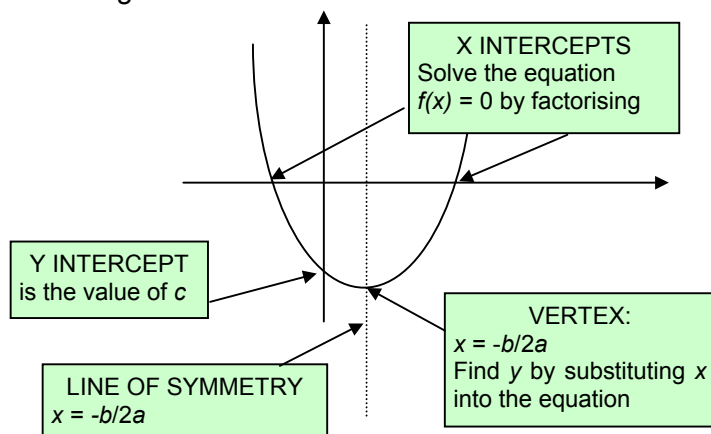 X INTERCEPTS
Solve the equation
f(x) = 0 by factorising
Y INTERCEPT
is the value of c
VERTEX:
x = -b/2a
Find y by substituting x
into the equation
LINE OF SYMMETRY
x = -b/2a